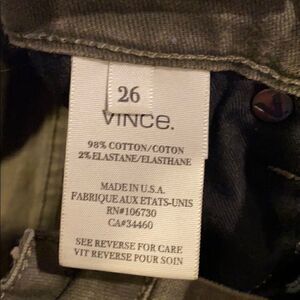 26
VINCE.
98% COTTON/COTON
2% ELASTANE/ELASTHANE
MADE IN U.S.A.
FABRIQUE AUX ETATS-UNIS
RN#106730
CA#34460
SEE REVERSE FOR CARE
VIT REVERSE POUR SOIN